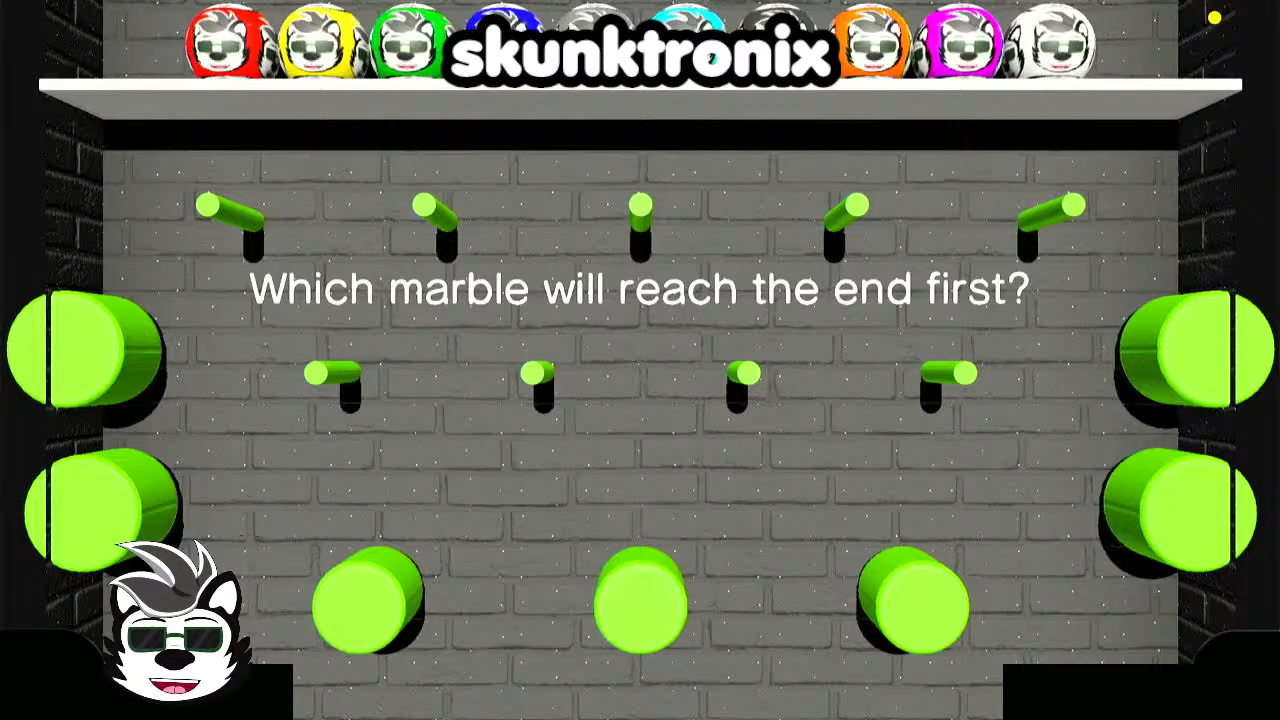 skunktronix
Which marble will reach the end first?